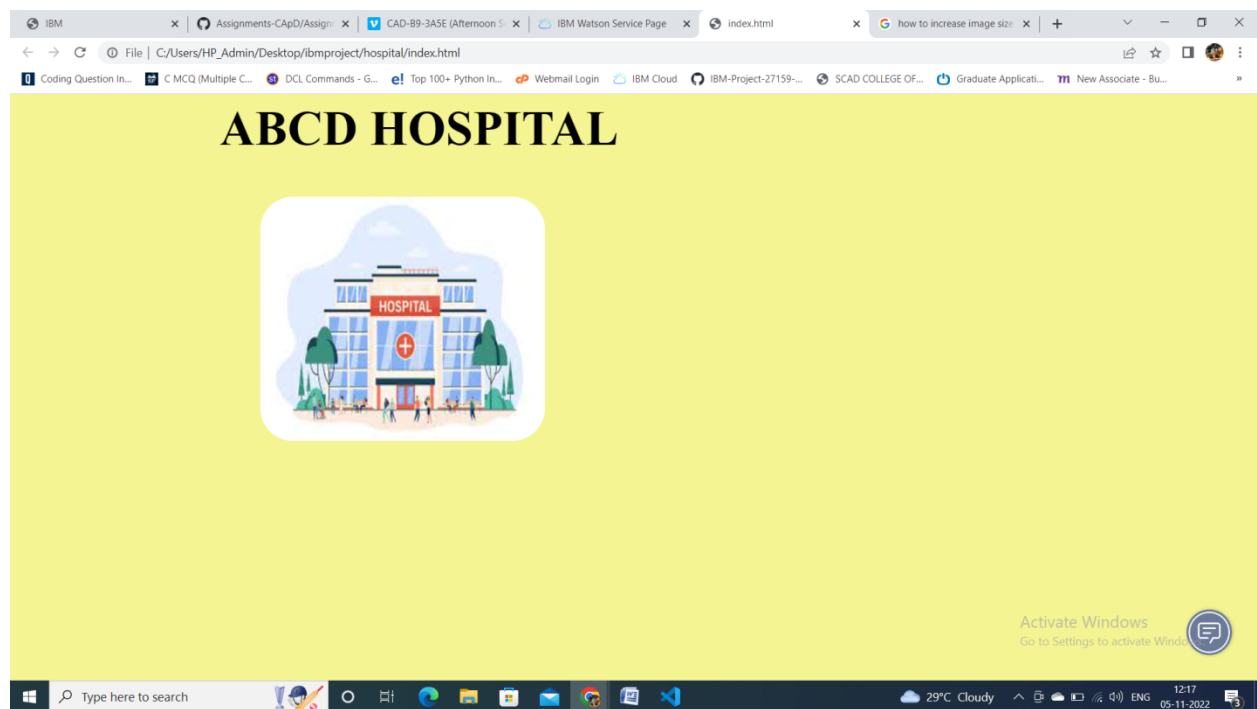 IBM
Assignments-CApD/Assignr
CAD-B9-3A5E (Afternoon S
IBM Watson Service Page
index.html
how to increase image size
File | C:/Users/HP_Admin/Desktop/ibmproject/hospital/index.html
Coding Question In...
C MCQ (Multiple C...
DCL Commands - G...
Top 100+ Python In...
Webmail Login
IBM Cloud
IBM-Project-27159-...
SCAD COLLEGE OF...
Graduate Applicati...
New Associate - Bu...
»
ABCD HOSPITAL
HOSPITAL
Activate Windows
Go to Settings to activate Windo
Type here to search
29°C Cloudy
ENG
12:17
05-11-2022
3